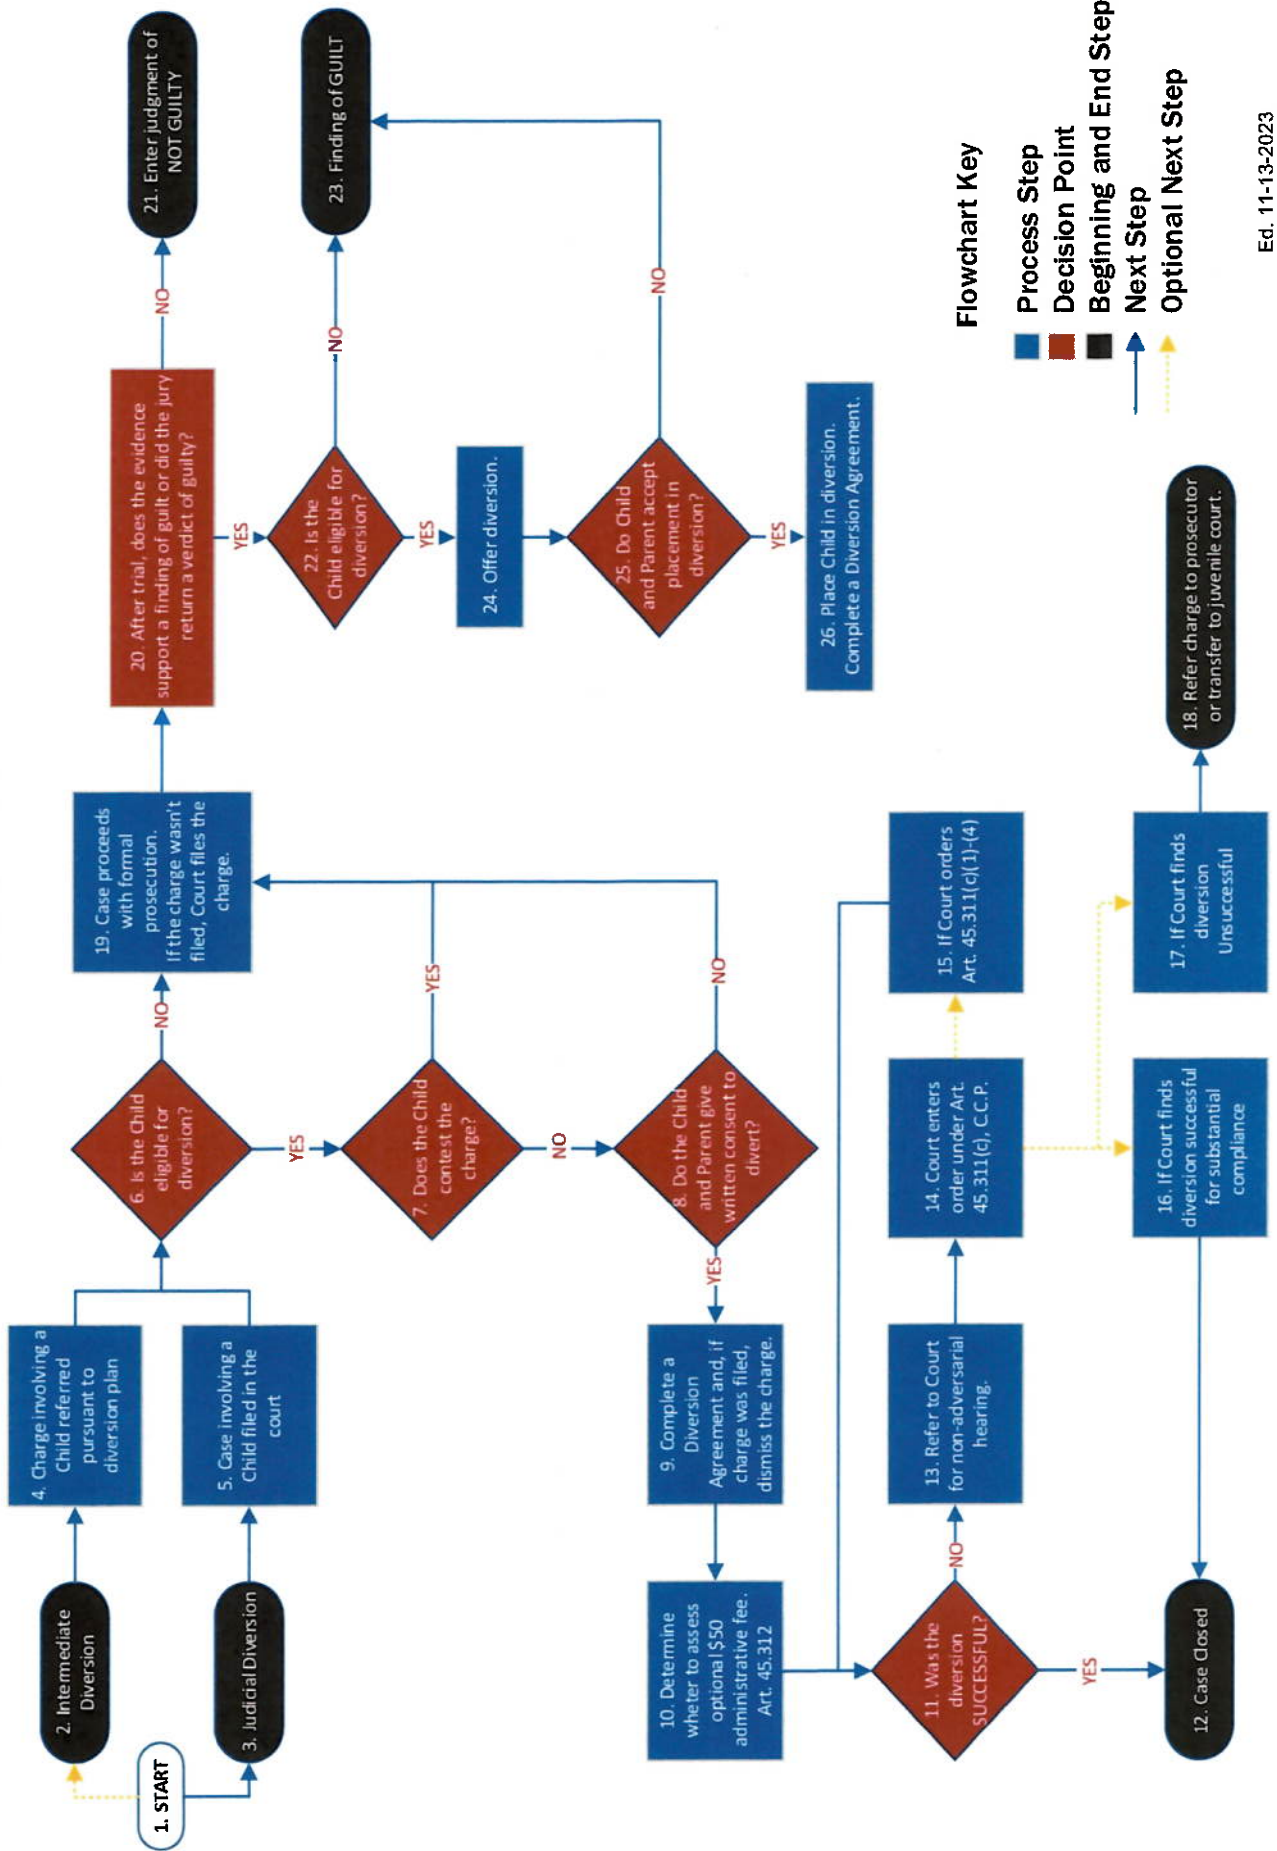 1. START
2. Intermediate
Diversion
3. Judicial Diversion
4. Charge involving a
Child referred
pursuant to
diversion plan
5. Case involving a
Child filed in the
court
6. Is the Child
eligible for
diversion?
NO
YES
7. Does the Child
contest the
charge?
YES
NO
8. Do the Child
and Parent give
written consent to
divert?
NO
YES
9. Complete a
Diversion
Agreement and, if
charge was filed,
dismiss the charge.
10. Determine
wheter to assess
optional $50
administrative fee.
Art. 45.312
11. Was the
diversion
SUCCESSFUL?
NO
YES
12. Case Closed
13. Refer to Court
for non-adversarial
hearing.
14. Court enters
order under Art.
45.311(c), C.C.P.
15. If Court orders
Art. 45.311(c)(1)-(4)
16. If Court finds
diversion successful
for substantial
compliance
17. If Court finds
diversion
Unsuccessful
18. Refer charge to prosecutor
or transfer to juvenile court.
19. Case proceeds
with formal
prosecution.
If the charge wasn't
filed, Court files the
charge.
20. After trial, does the evidence
support a finding of guilt or did the jury
return a verdict of guilty?
NO
YES
21. Enter judgment of
NOT GUILTY
22. Is the
Child eligible for
diversion?
NO
YES
23. Finding of GUILT
24. Offer diversion.
25. Do Child
and Parent accept
placement in
diversion?
NO
YES
26. Place Child in diversion.
Complete a Diversion Agreement.
Flowchart Key
Process Step
Decision Point
Beginning and End Step
Next Step
Optional Next Step
Ed. 11-13-2023